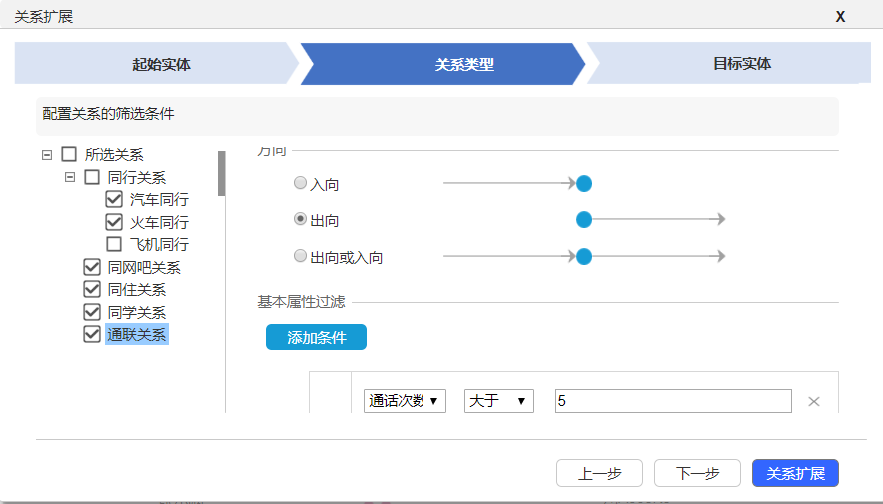 关系扩展 X
起始实体 关系类型 目标实体
配置关系的筛选条件
所选关系
同行关系
汽车同行
火车同行
飞机同行
同网吧关系
同住关系
同学关系
通联关系
方向
入向
出向
出向或入向
基本属性过滤
添加条件
通话次数 大于 5
上一步 下一步 关系扩展